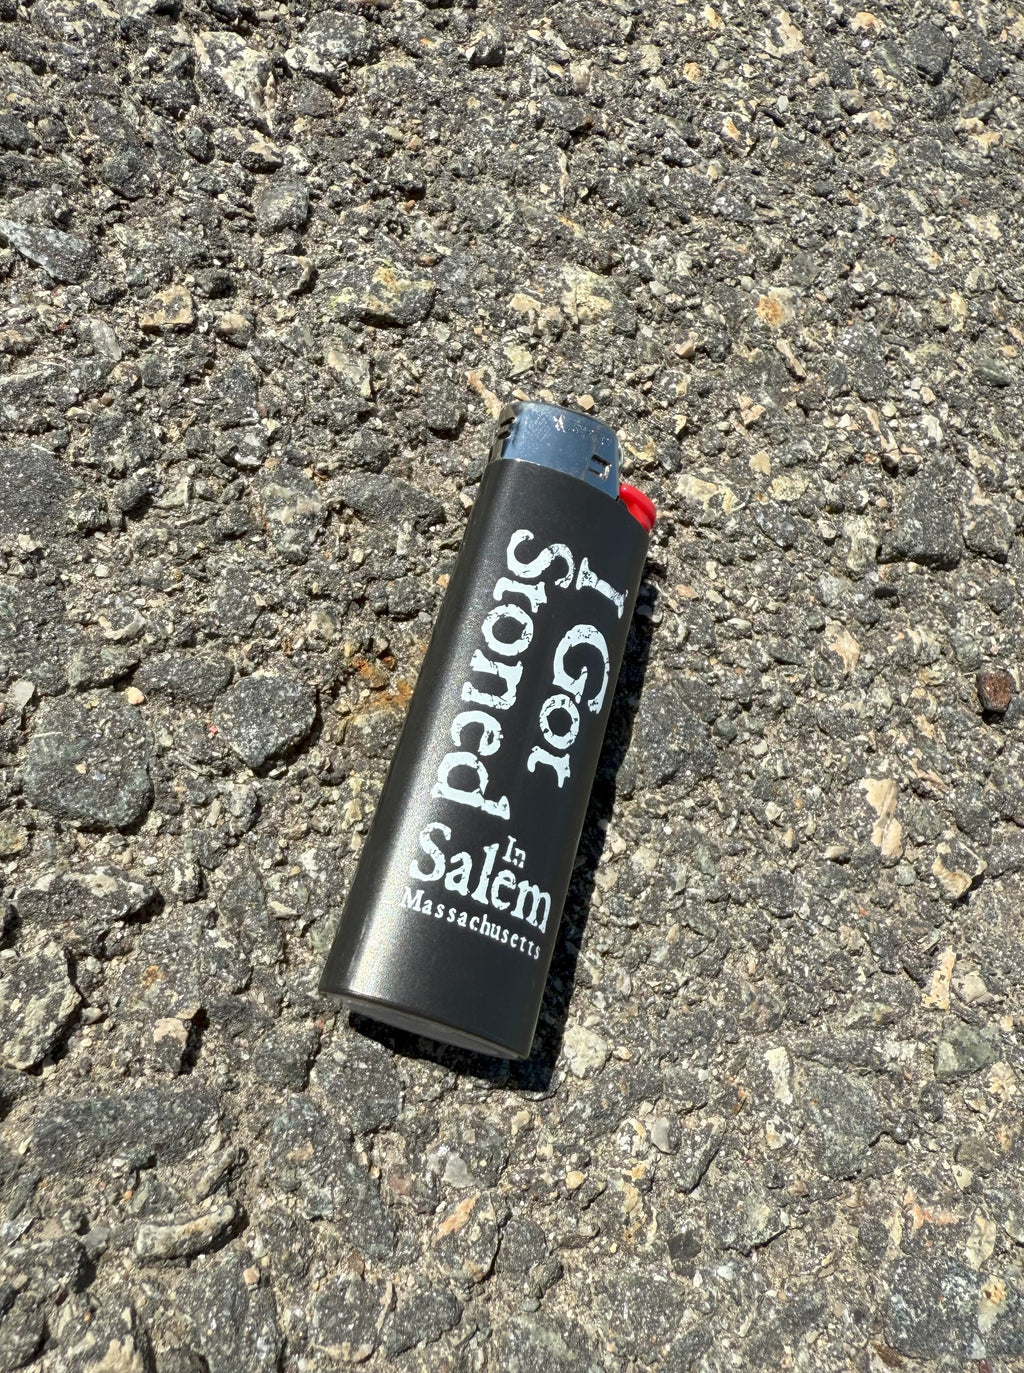 I Got
Stoned
In
Salem
Massachusetts